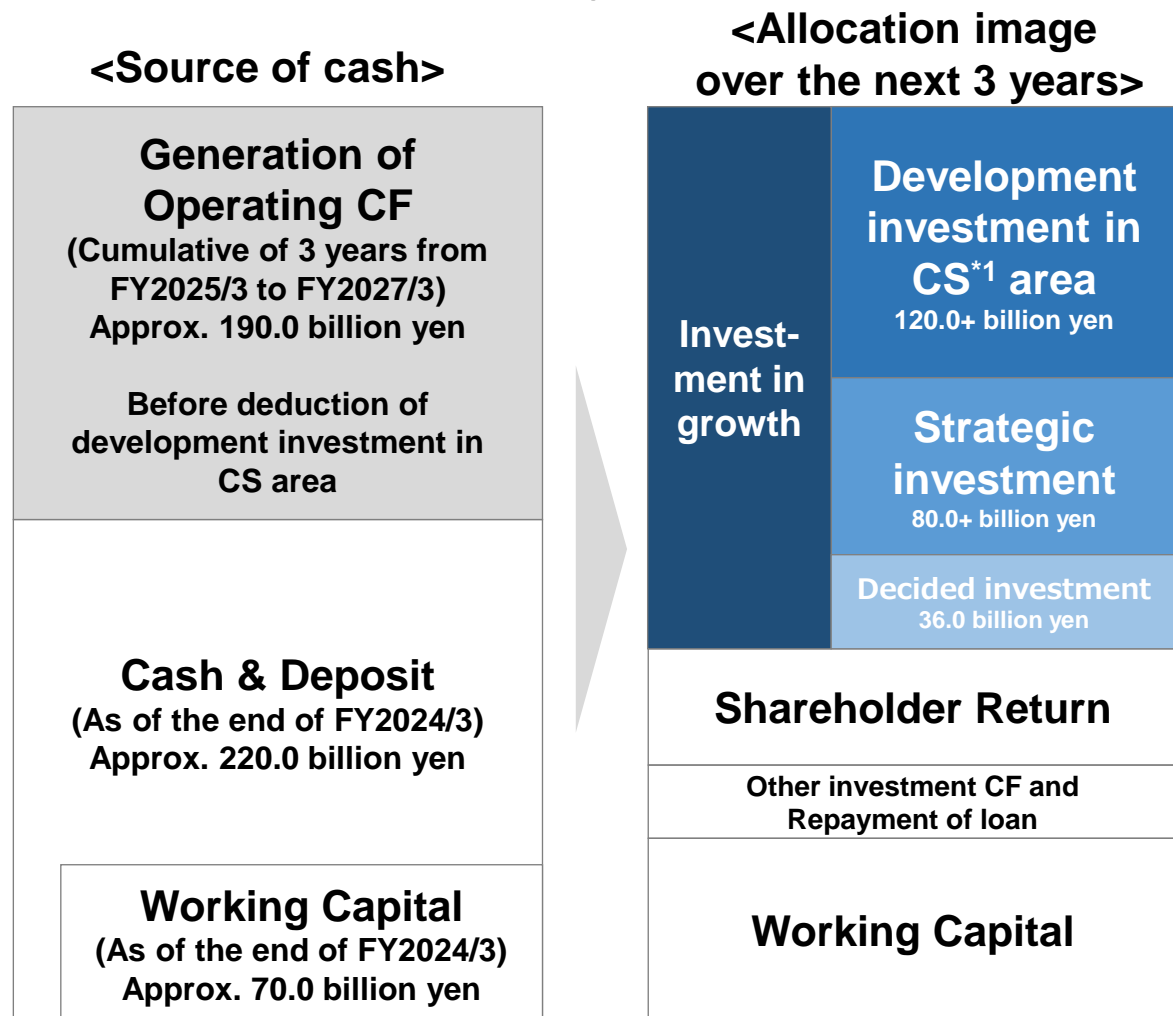 <Source of cash>
Generation of
Operating CF
(Cumulative of 3 years from
FY2025/3 to FY2027/3)
Approx. 190.0 billion yen
Before deduction of
development investment in
CS area
Cash & Deposit
(As of the end of FY2024/3)
Approx. 220.0 billion yen
Working Capital
(As of the end of FY2024/3)
Approx. 70.0 billion yen
<Allocation image
over the next 3 years>
Invest-
ment in
growth
Development
investment in
CS*1 area
120.0+ billion yen
Strategic
investment
80.0+ billion yen
Decided investment
36.0 billion yen
Shareholder Return
Other investment CF and
Repayment of loan
Working Capital